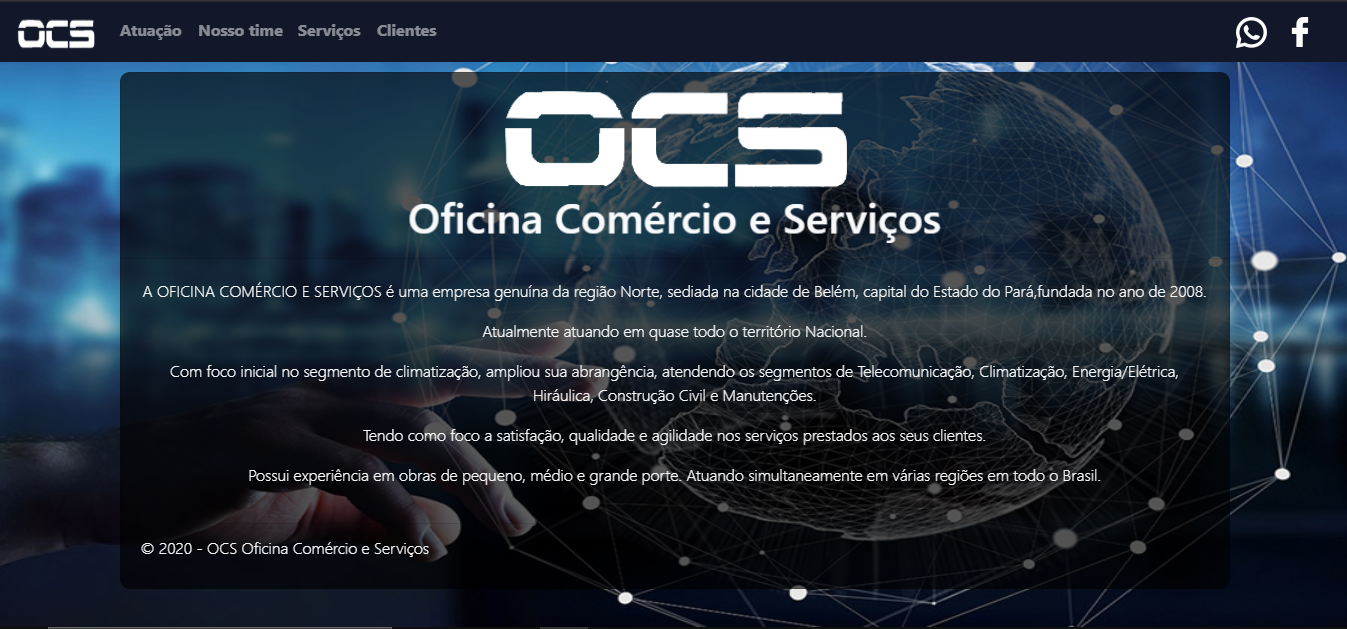 OCS Atuação Nosso time Serviços Clientes
OCS
Oficina Comércio e Serviços
A OFICINA COMÉRCIO E SERVIÇOS é uma empresa genuína da região Norte, sediada na cidade de Belém, capital do Estado do Pará,fundada no ano de 2008.
Atualmente atuando em quase todo o território Nacional.
Com foco inicial no segmento de climatização, ampliou sua abrangência, atendendo os segmentos de Telecomunicação, Climatização, Energia/Elétrica,
Hiráulica, Construção Civil e Manutenções.
Tendo como foco a satisfação, qualidade e agilidade nos serviços prestados aos seus clientes.
Possui experiência em obras de pequeno, médio e grande porte. Atuando simultaneamente em várias regiões em todo o Brasil.
© 2020 - OCS Oficina Comércio e Serviços